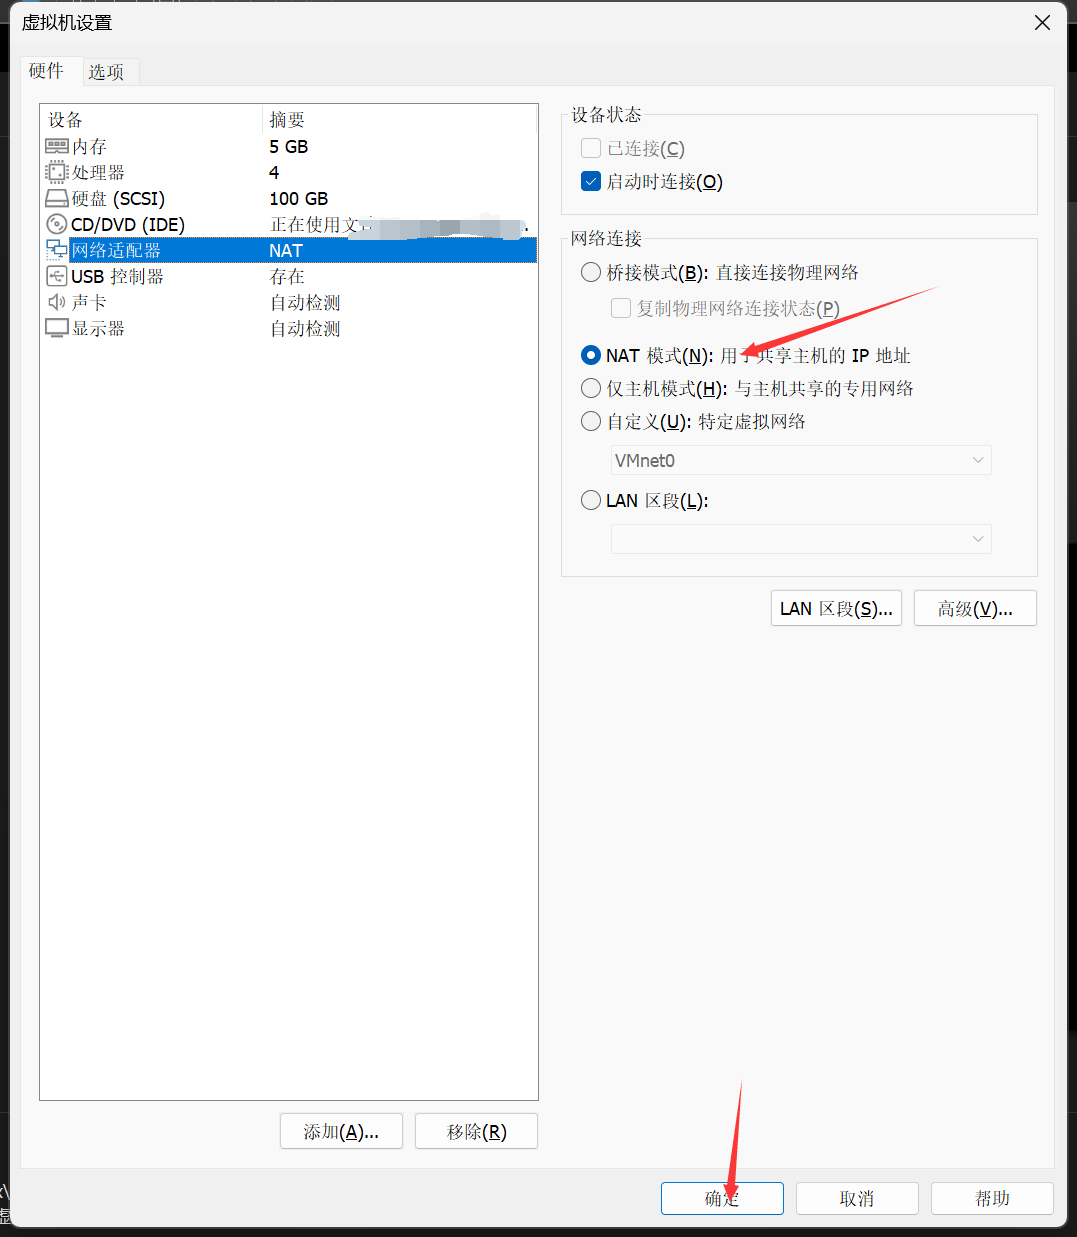 虚拟机设置
硬件 选项
设备 摘要
内存 5 GB
处理器 4
硬盘 (SCSI) 100 GB
CD/DVD (IDE) 正在使用文
网络适配器 NAT
USB 控制器 存在
声卡 自动检测
显示器 自动检测
添加(A)... 移除(R)
设备状态
已连接(C)
启动时连接(O)
网络连接
桥接模式(B): 直接连接物理网络
复制物理网络连接状态(P)
NAT 模式(N): 用于共享主机的 IP 地址
仅主机模式(H): 与主机共享的专用网络
自定义(U): 特定虚拟网络
VMnet0
LAN 区段(L):
LAN 区段(S)... 高级(V)...
确定 取消 帮助